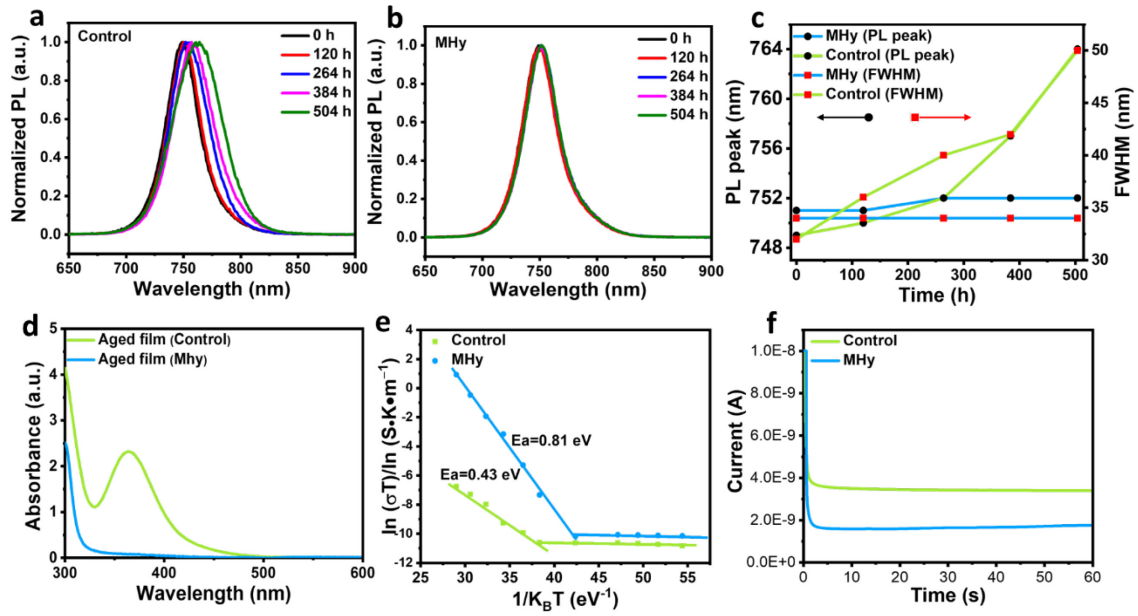 a
Control
0 h
120 h
264 h
384 h
504 h
Normalized PL (a.u.)
1.0
0.8
0.6
0.4
0.2
0.0
650 700 750 800 850 900
Wavelength (nm)
b
MHy
0 h
120 h
264 h
384 h
504 h
Normalized PL (a.u.)
1.0
0.8
0.6
0.4
0.2
0.0
650 700 750 800 850 900
Wavelength (nm)
c
MHy (PL peak)
Control (PL peak)
MHy (FWHM)
Control (FWHM)
PL peak (nm)
764
760
756
752
748
FWHM (nm)
50
45
40
35
30
0 100 200 300 400 500
Time (h)
d
Aged film (Control)
Aged film (Mhy)
Absorbance (a.u.)
5
4
3
2
1
0
300 400 500 600
Wavelength (nm)
e
Control
MHy
Ea=0.81 eV
Ea=0.43 eV
ln (σT)/ln (S•K•m⁻¹)
4
2
0
-2
-4
-6
-8
-10
-12
25 30 35 40 45 50 55
1/K_BT (eV⁻¹)
f
Control
MHy
Current (A)
1.0E-8
8.0E-9
6.0E-9
4.0E-9
2.0E-9
0.0E+0
0 10 20 30 40 50 60
Time (s)